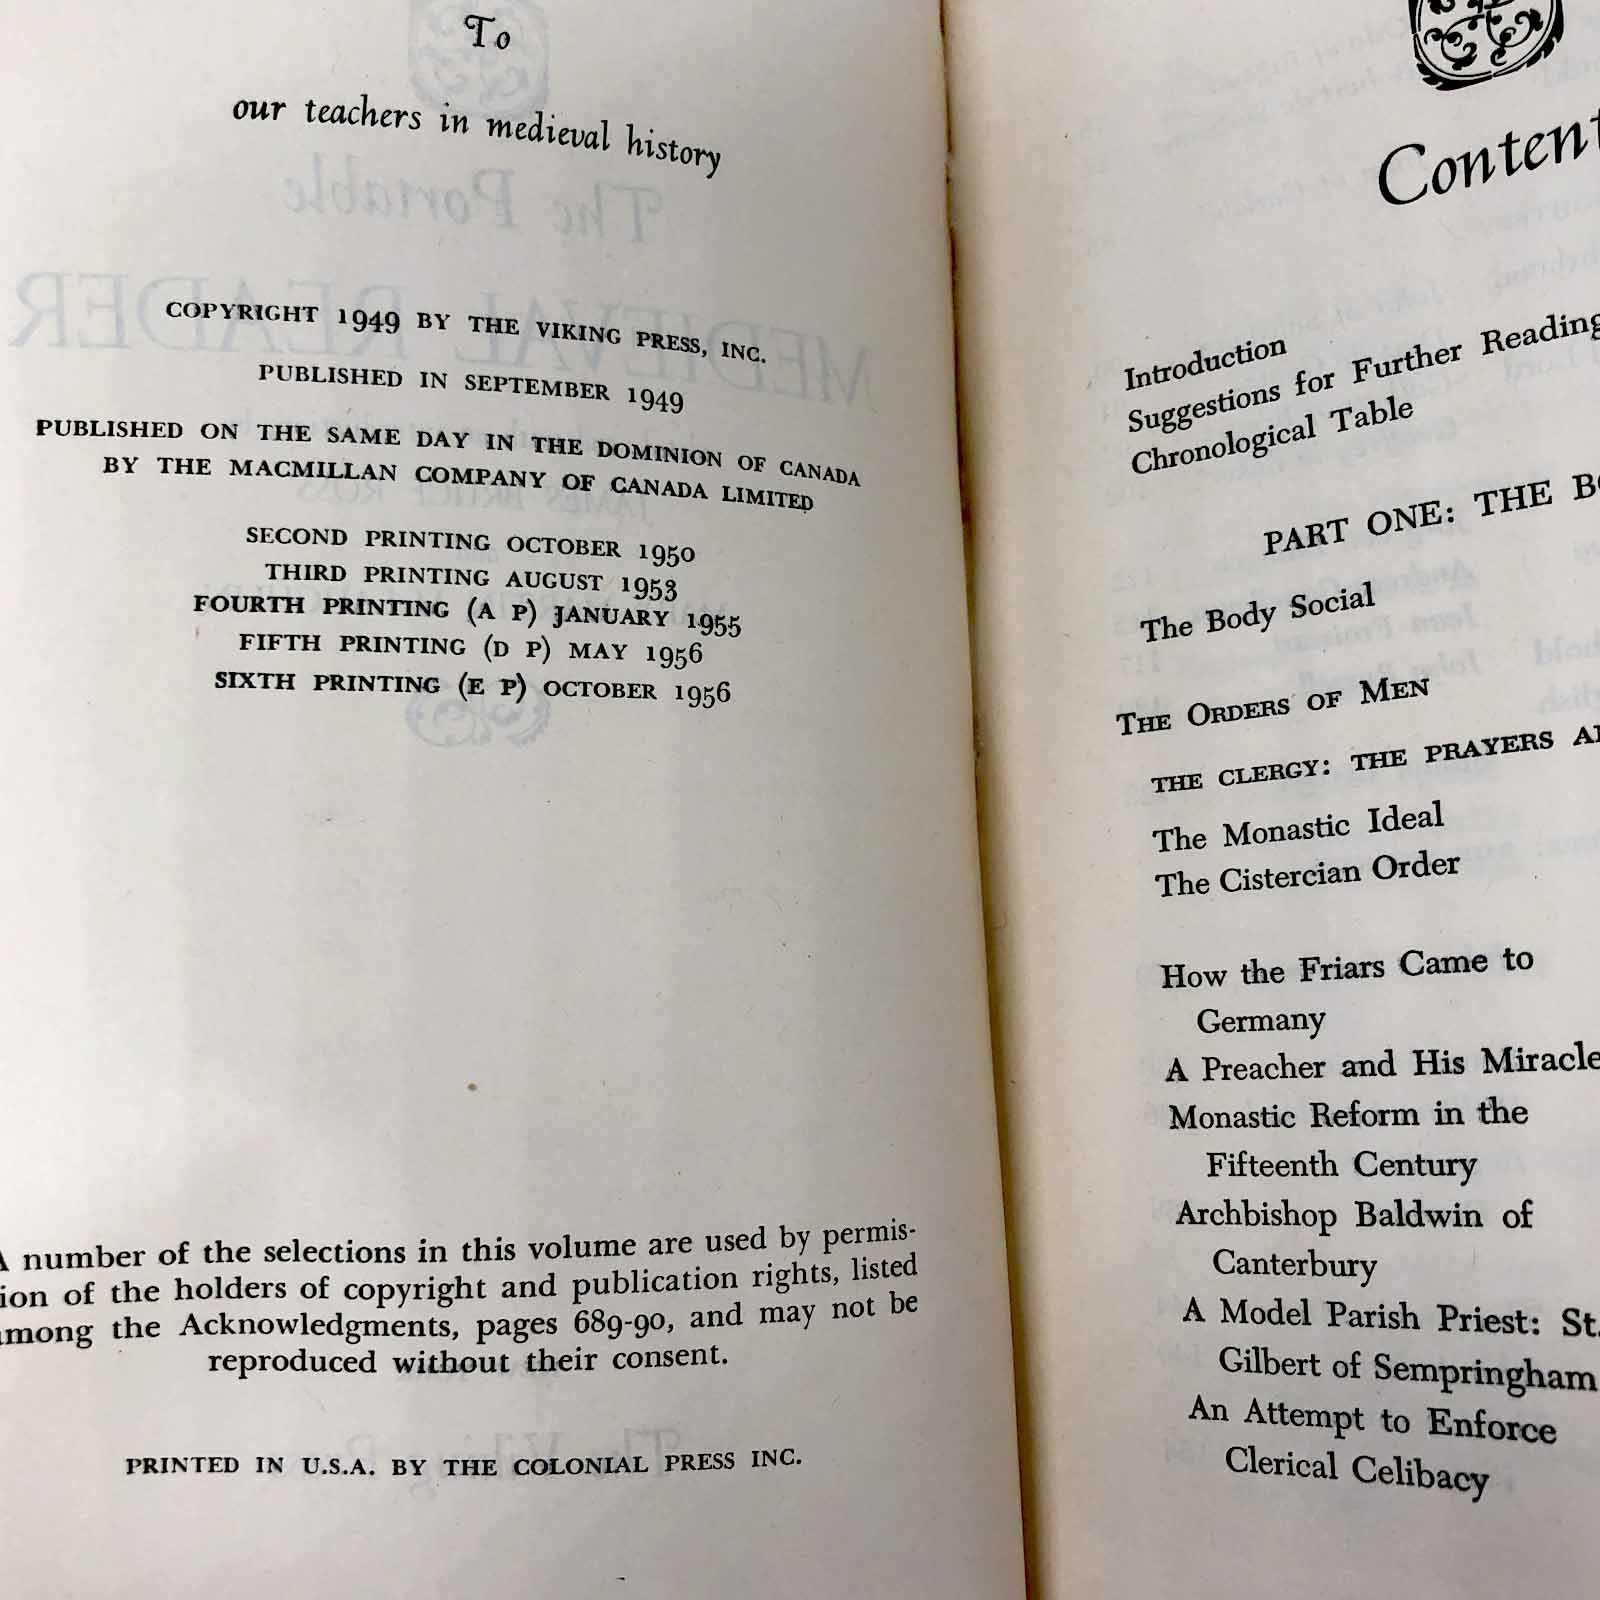 To
our teachers in medieval history
COPYRIGHT 1949 BY THE VIKING PRESS, INC.
PUBLISHED IN SEPTEMBER 1949
PUBLISHED ON THE SAME DAY IN THE DOMINION OF CANADA
BY THE MACMILLAN COMPANY OF CANADA LIMITED
SECOND PRINTING OCTOBER 1950
THIRD PRINTING AUGUST 1953
FOURTH PRINTING (A P) JANUARY 1955
FIFTH PRINTING (D P) MAY 1956
SIXTH PRINTING (E P) OCTOBER 1956
A number of the selections in this volume are used by permis-
ion of the holders of copyright and publication rights, listed
among the Acknowledgments, pages 689-90, and may not be
reproduced without their consent.
PRINTED IN U.S.A. BY THE COLONIAL PRESS INC.
Content
Introduction
Suggestions for Further Reading
Chronological Table
PART ONE: THE BO
The Body Social
THE ORDERS OF MEN
THE CLERGY: THE PRAYERS A
The Monastic Ideal
The Cistercian Order
How the Friars Came to
Germany
A Preacher and His Miracle
Monastic Reform in the
Fifteenth Century
Archbishop Baldwin of
Canterbury
A Model Parish Priest: St.
Gilbert of Sempringham
An Attempt to Enforce
Clerical Celibacy